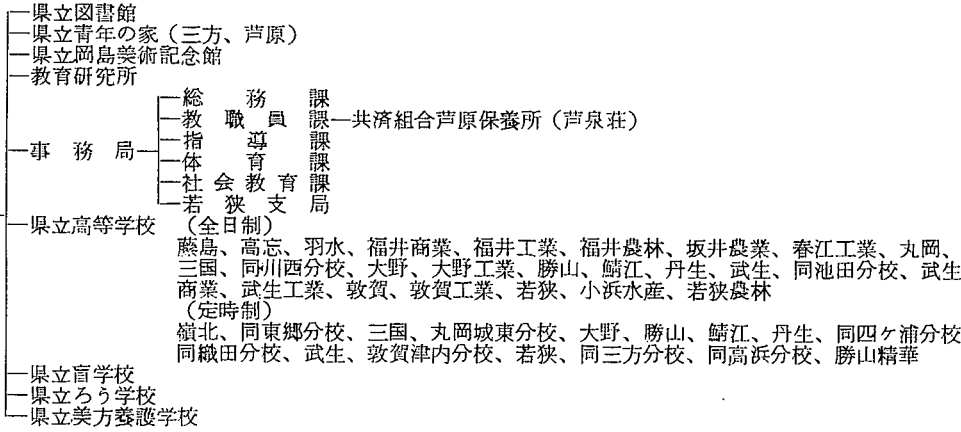 県立図書館
県立青年の家（三方、芦原）
県立岡島美術記念館
教育研究所
総務課
教職員課―共済組合芦原保養所（芦泉荘）
指導課
事務局
体育課
社会教育課
若狭支局
県立高等学校　（全日制）
藤島、高志、羽水、福井商業、福井工業、福井農林、坂井農業、春江工業、丸岡、
三国、同川西分校、大野、大野工業、勝山、鯖江、丹生、武生、同池田分校、武生
商業、武生工業、敦賀、敦賀工業、若狭、小浜水産、若狭農林
（定時制）
嶺北、同東郷分校、三国、丸岡城東分校、大野、勝山、鯖江、丹生、同四ケ浦分校
同織田分校、武生、敦賀津内分校、若狭、同三方分校、同高浜分校、勝山精華
県立盲学校
県立ろう学校
県立美方養護学校